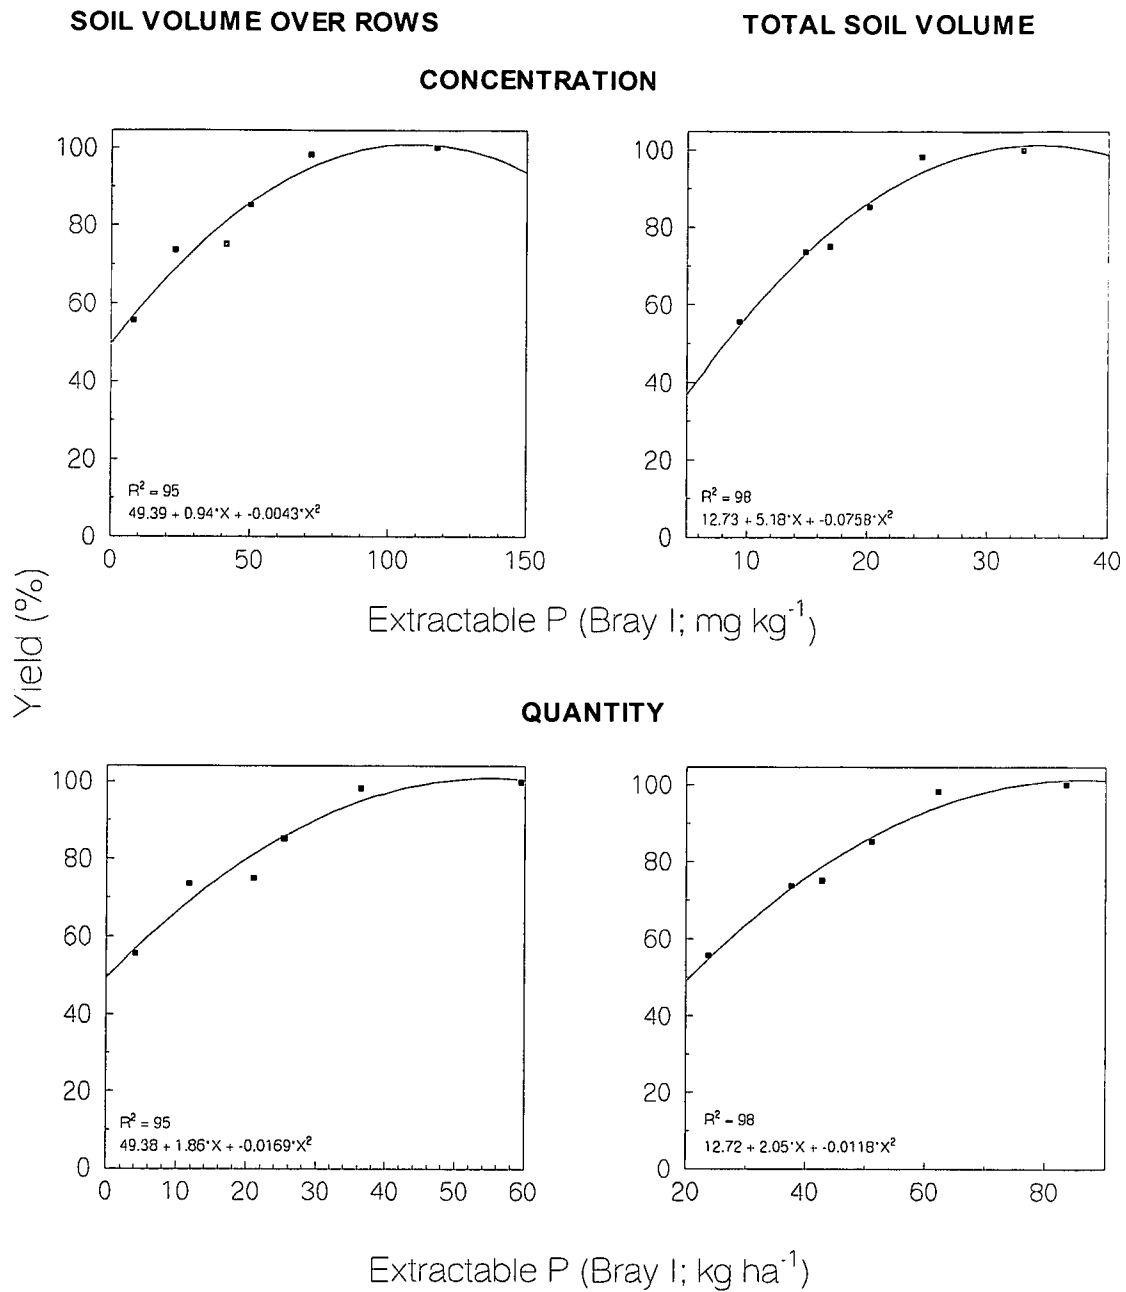 SOIL VOLUME OVER ROWS
TOTAL SOIL VOLUME
CONCENTRATION
100
80
60
40
20
0
R² = 95
49.39 + 0.94*X + -0.0043*X²
0 50 100 150
100
80
60
40
20
0
R² = 98
12.73 + 5.18*X + -0.0758*X²
10 20 30 40
Extractable P (Bray I; mg kg⁻¹)
Yield (%)
QUANTITY
100
80
60
40
20
0
R² = 95
49.38 + 1.86*X + -0.0169*X²
0 10 20 30 40 50 60
100
80
60
40
20
0
R² = 98
12.72 + 2.05*X + -0.0118*X²
20 40 60 80
Extractable P (Bray I; kg ha⁻¹)